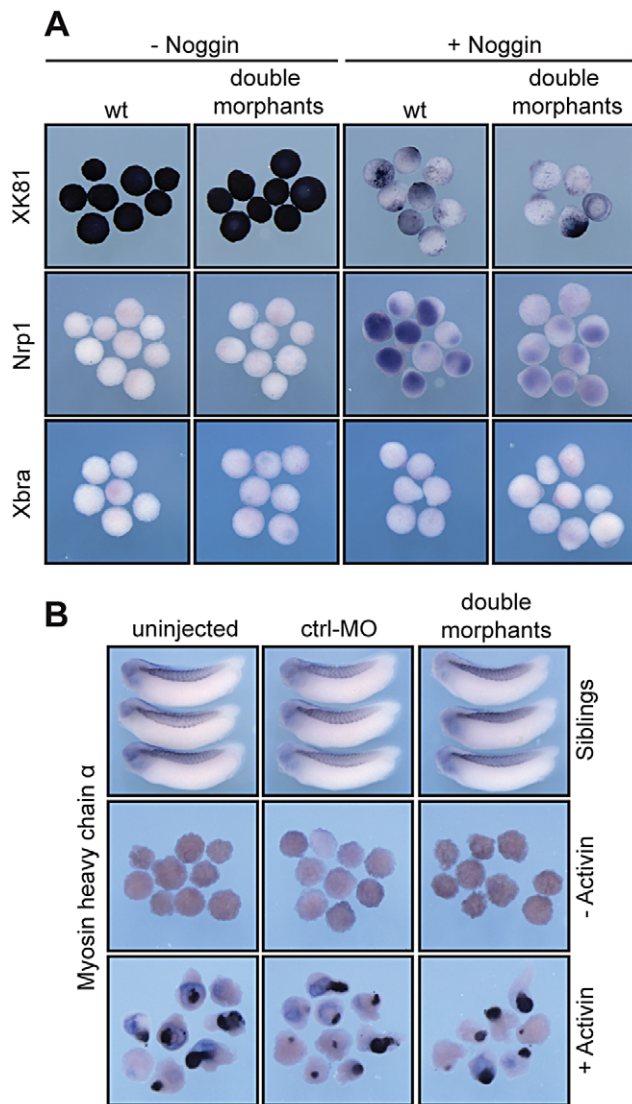 A
- Noggin
+ Noggin
wt
double
morphants
wt
double
morphants
XK81
Nrp1
Xbra
B
uninjected
ctrl-MO
double
morphants
Myosin heavy chain α
Siblings
- Activin
+ Activin